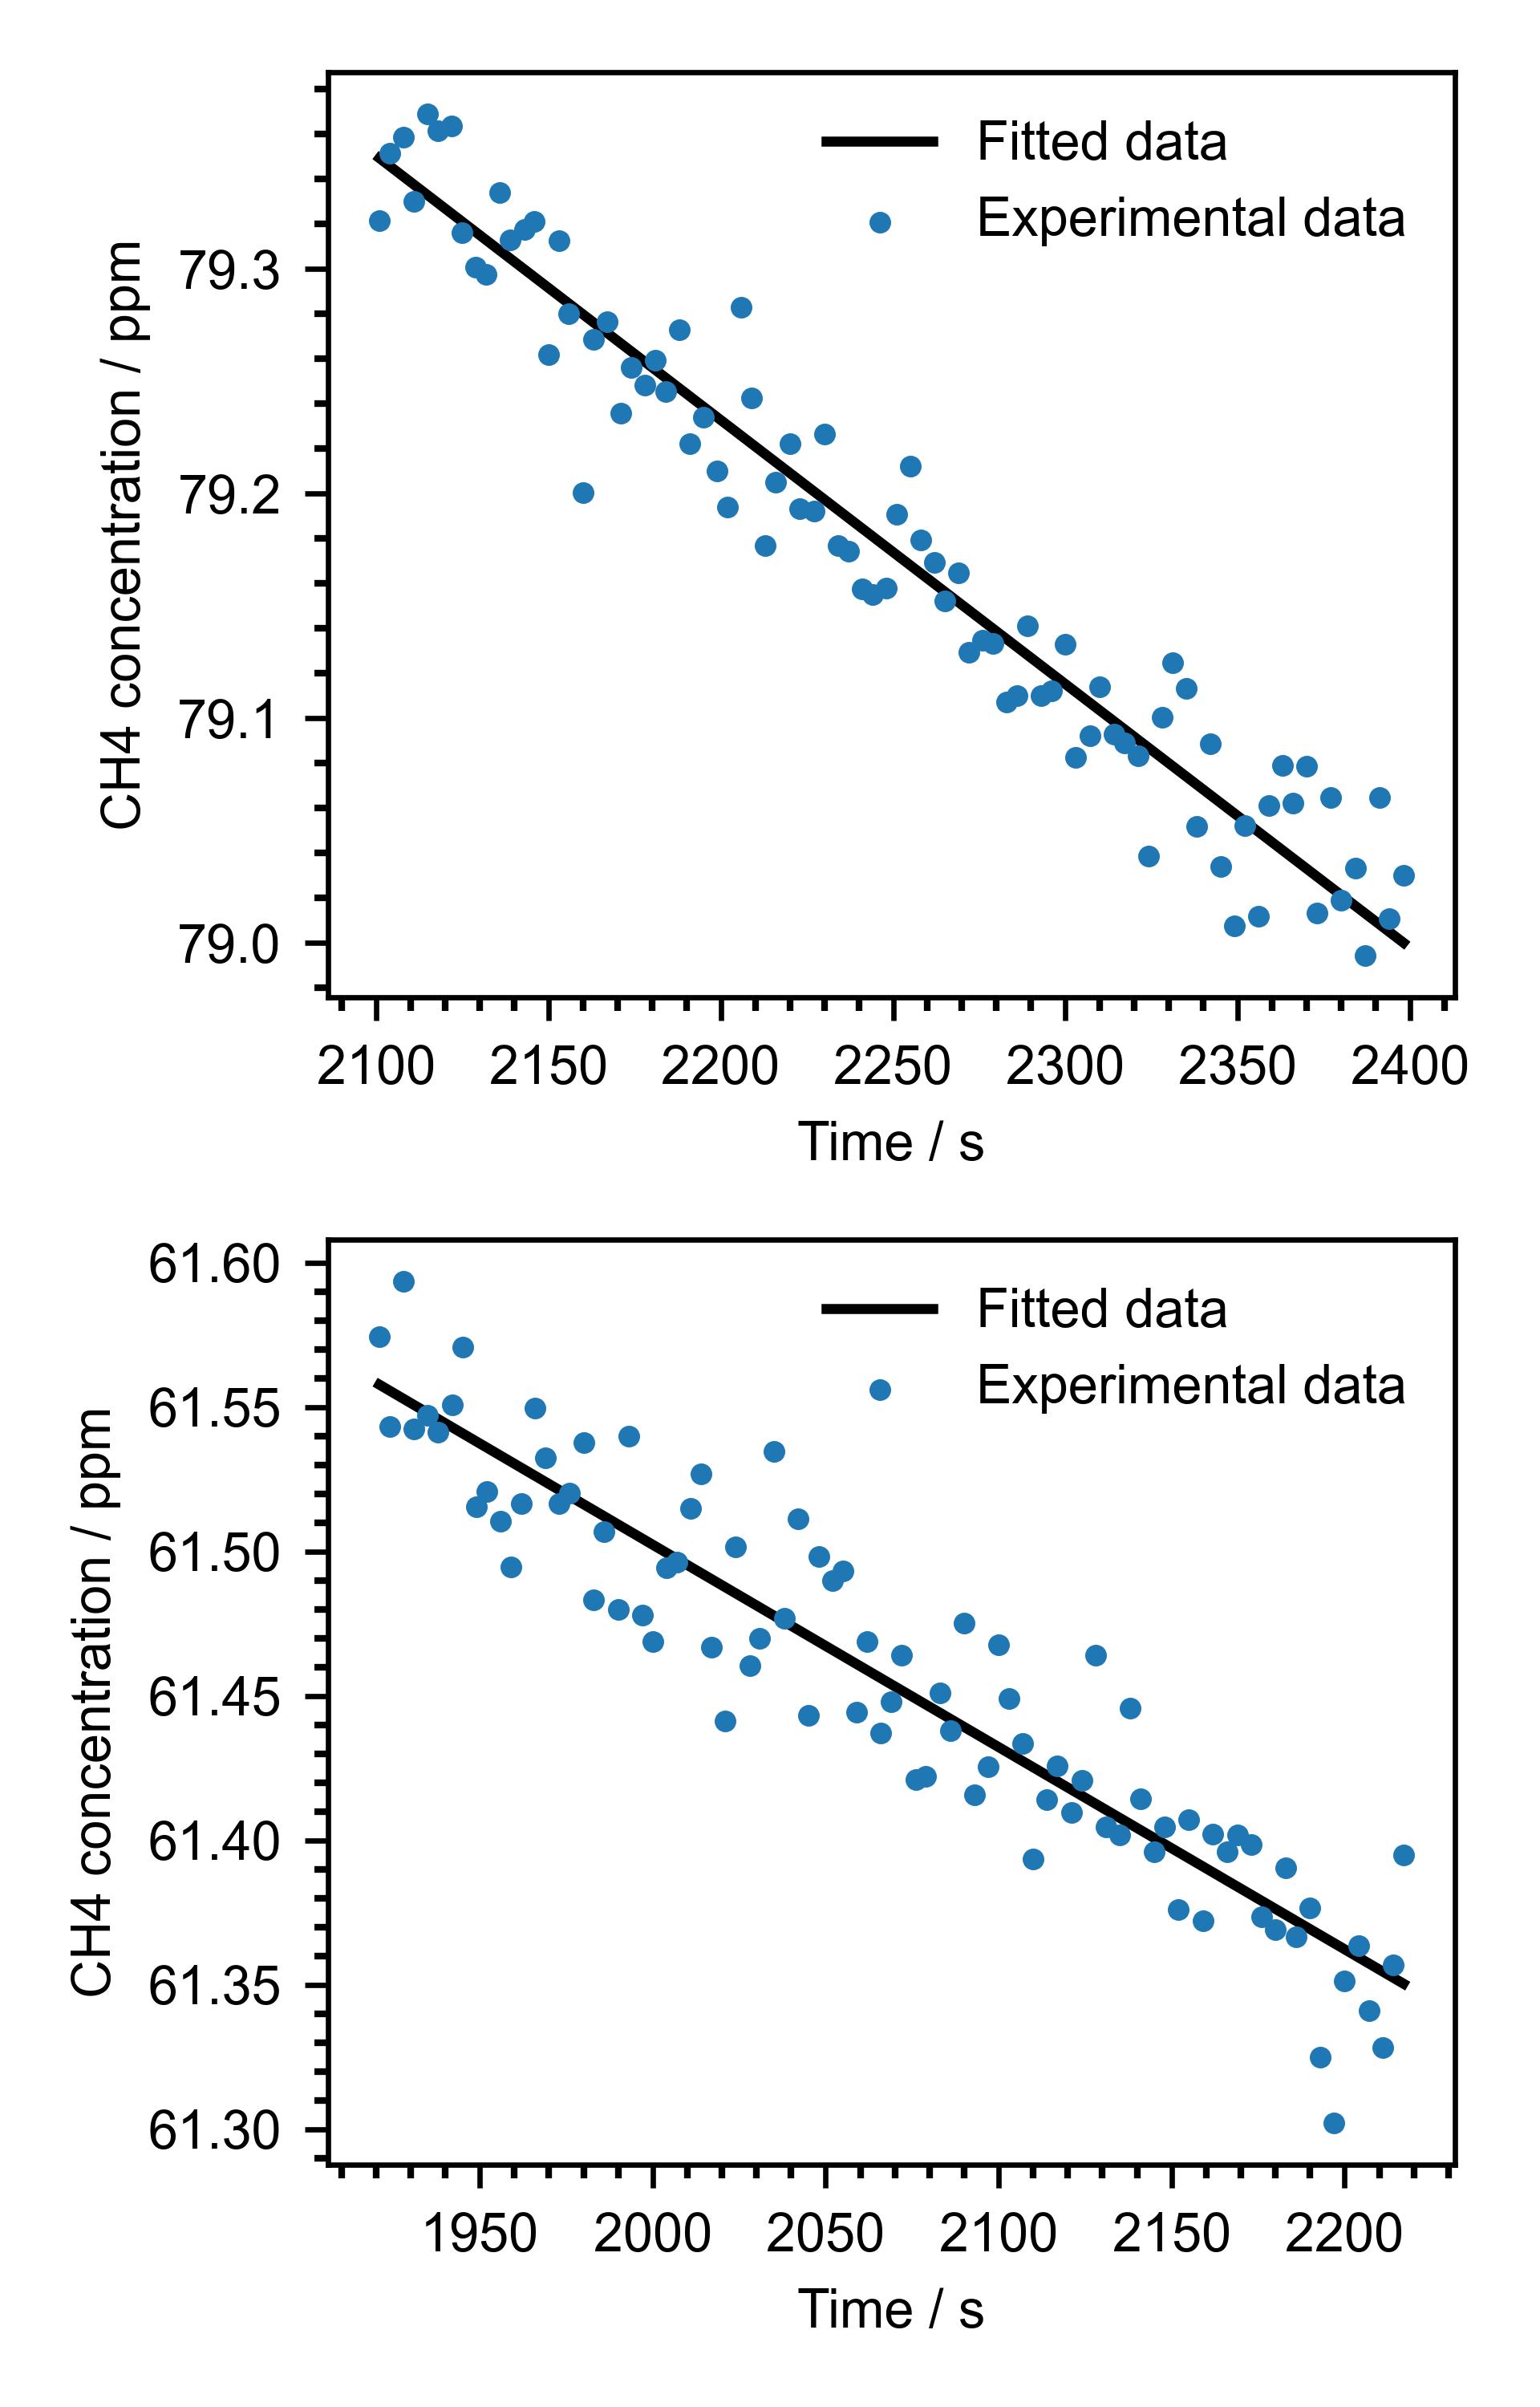 Fitted data
Experimental data
CH4 concentration / ppm
79.3
79.2
79.1
79.0
2100 2150 2200 2250 2300 2350 2400
Time / s
Fitted data
Experimental data
CH4 concentration / ppm
61.60
61.55
61.50
61.45
61.40
61.35
61.30
1950 2000 2050 2100 2150 2200
Time / s